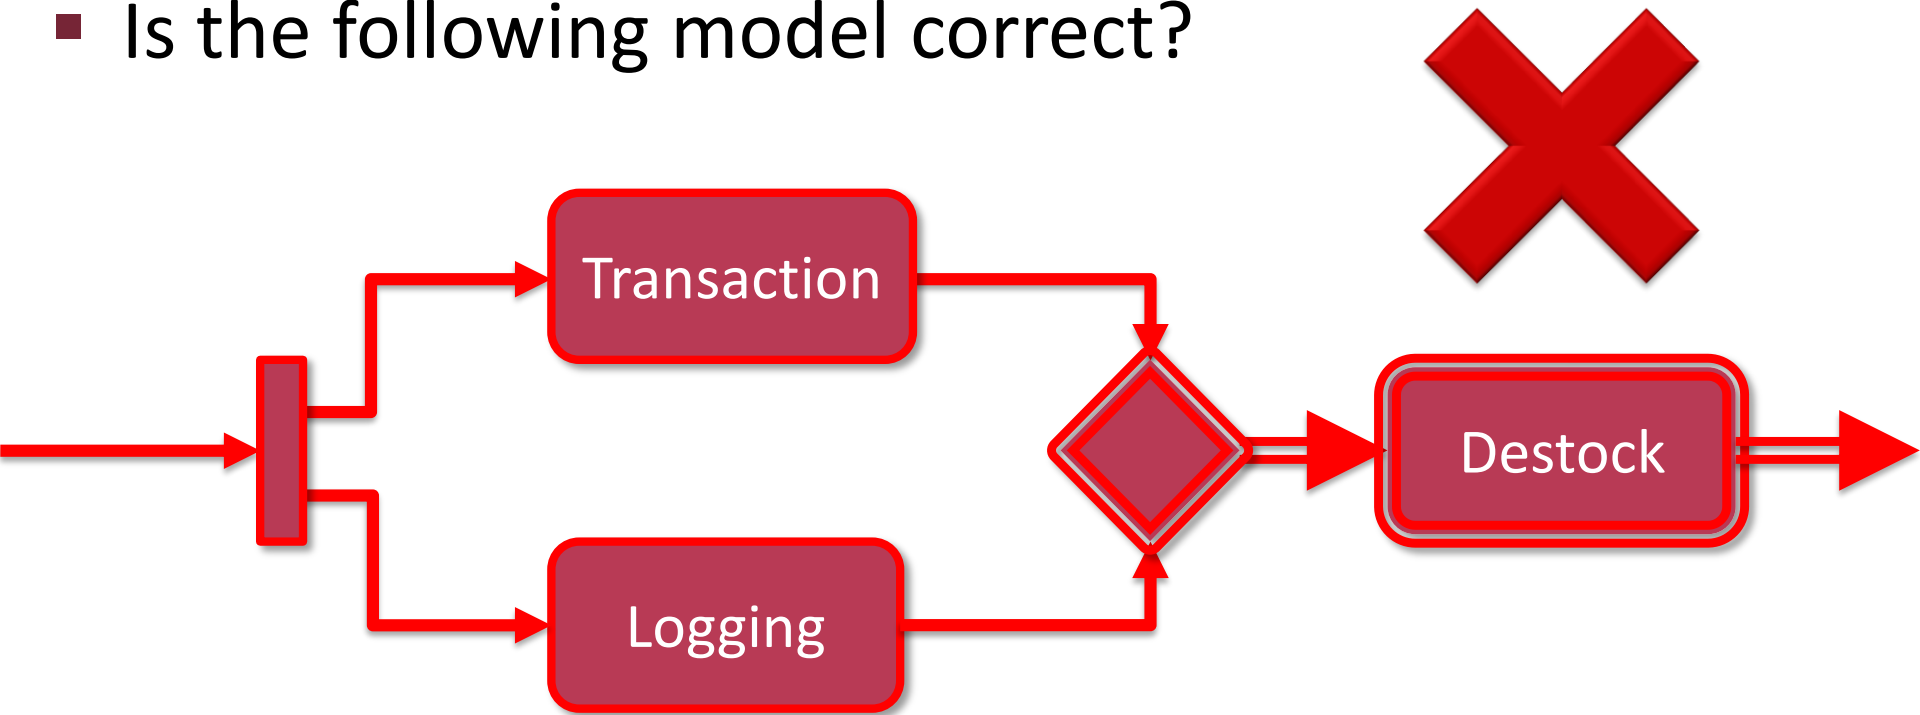 Is the following model correct?
Transaction
Destock
Logging